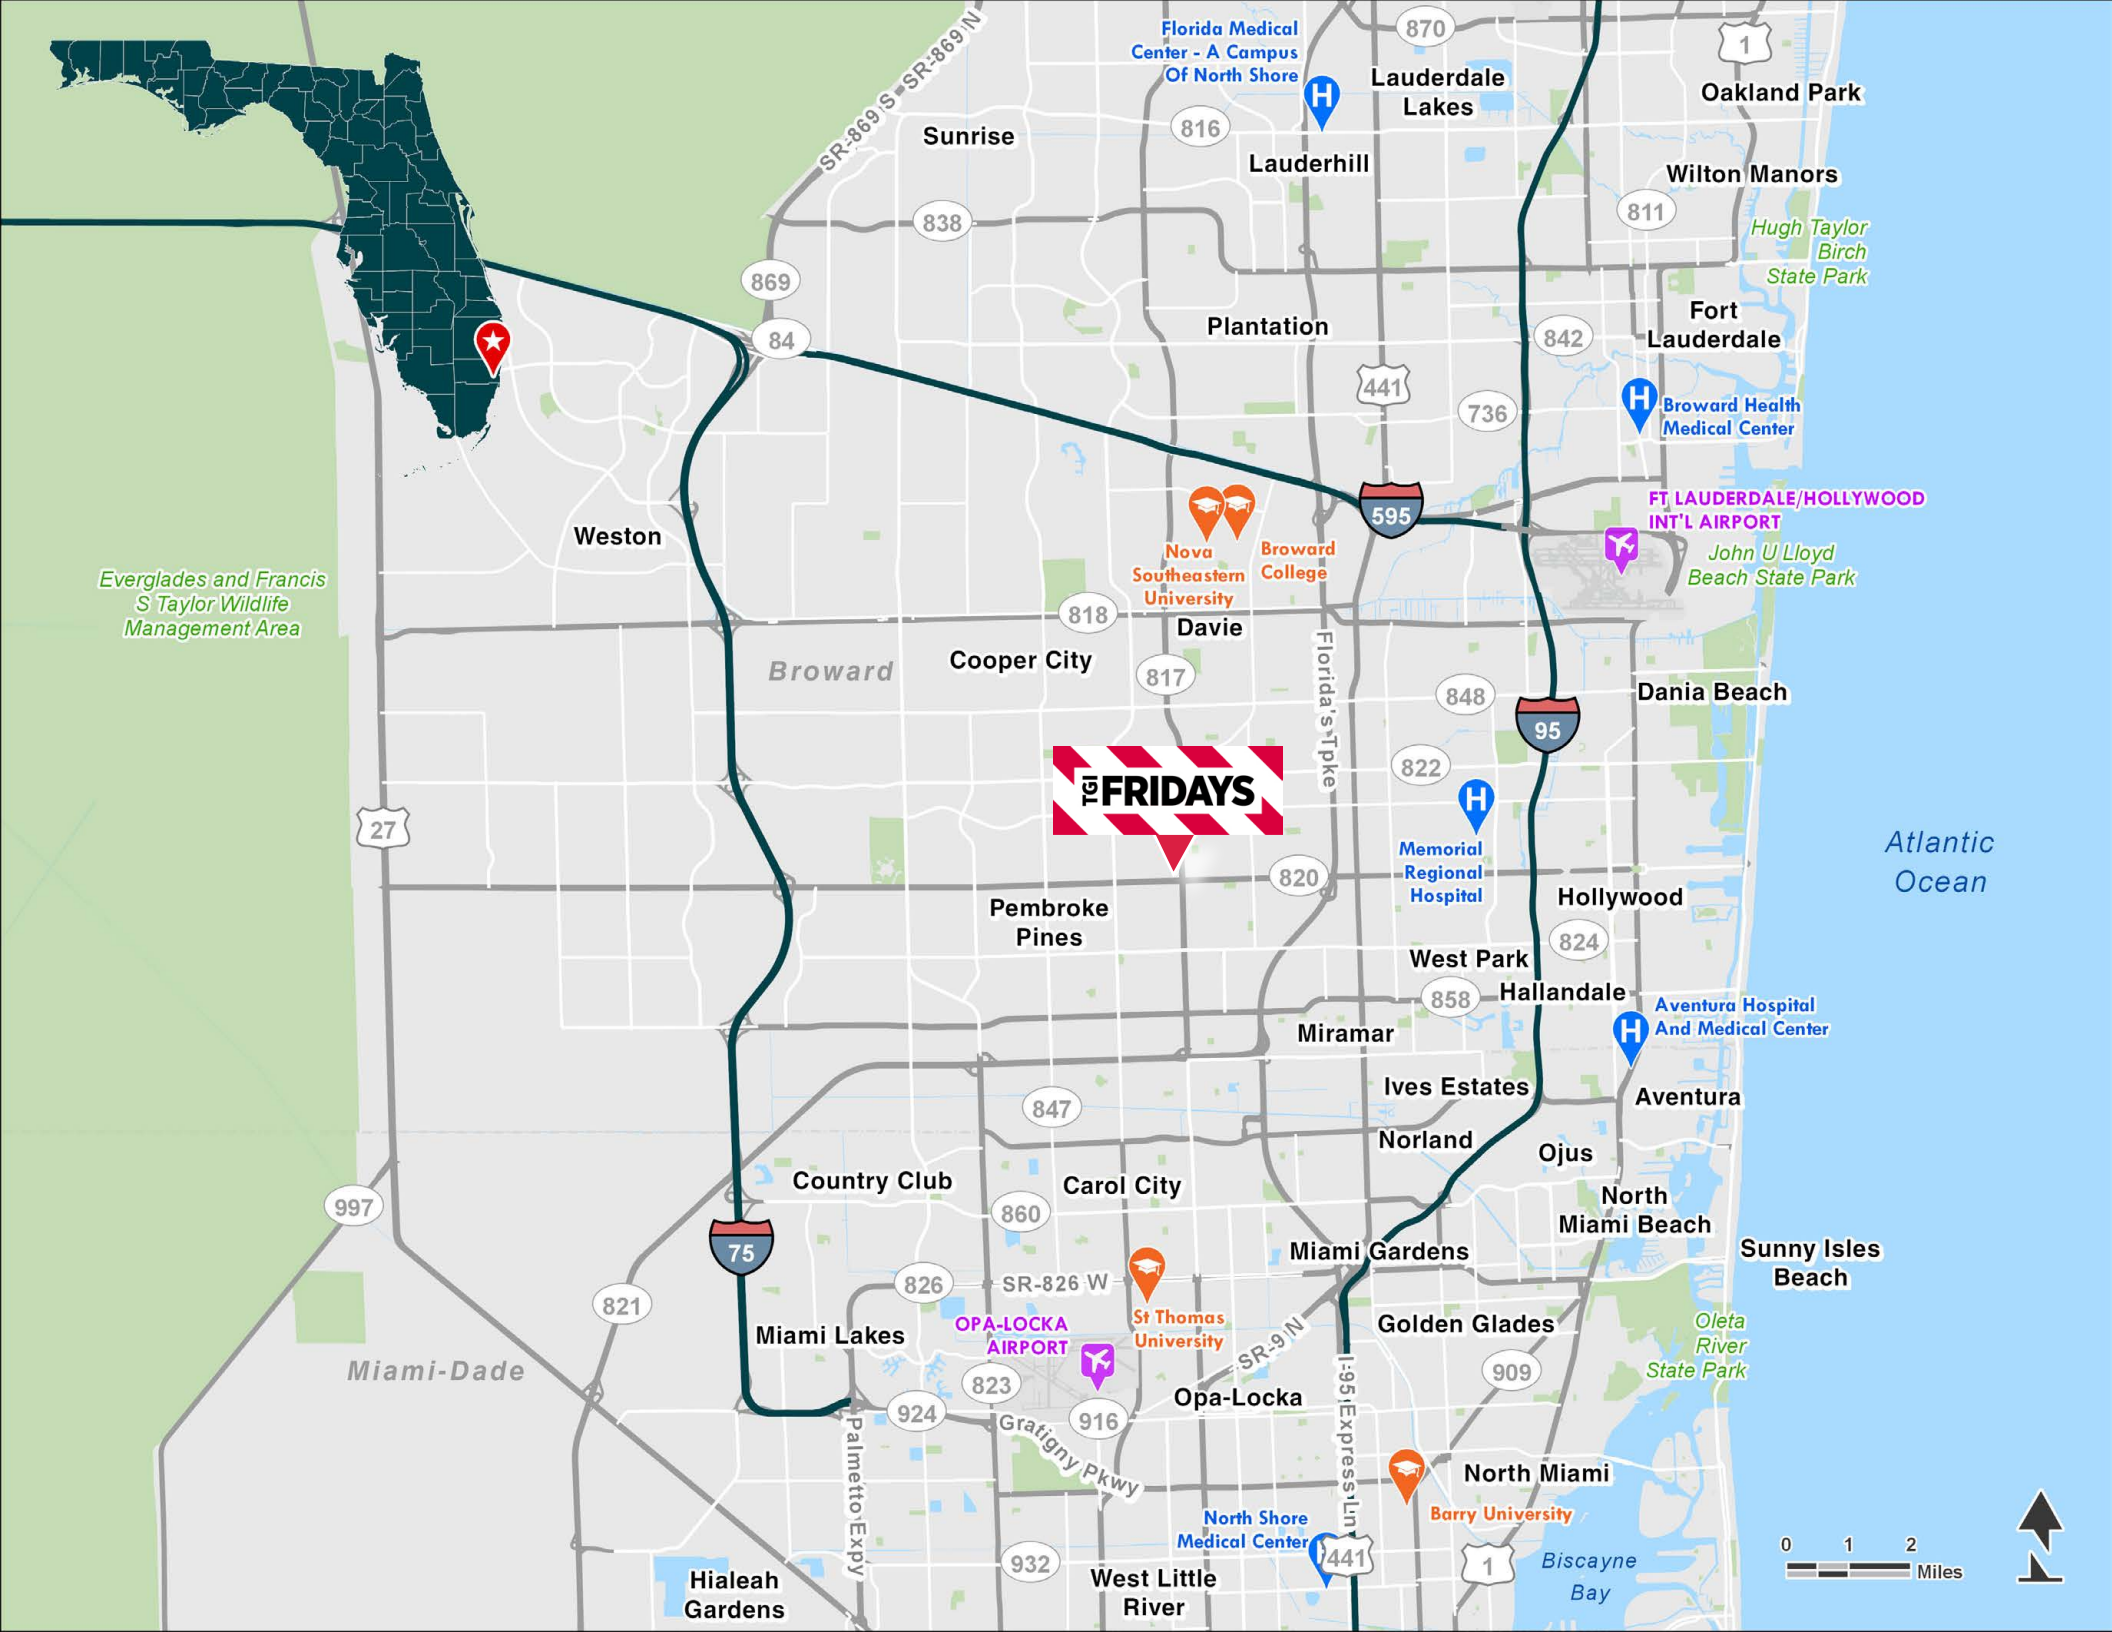 SR-869 N
SR-869 S
Florida Medical
Center - A Campus
Of North Shore
H
870
1
Lauderdale
Lakes
Oakland Park
816
Sunrise
Lauderhill
Wilton Manors
838
811
Hugh Taylor
Birch
State Park
869
84
Plantation
Fort
Lauderdale
842
441
736
H
Broward Health
Medical Center
595
FT LAUDERDALE/HOLLYWOOD
INT'L AIRPORT
Weston
Nova
Southeastern
University
Broward
College
John U Lloyd
Beach State Park
Everglades and Francis
S Taylor Wildlife
Management Area
818
Davie
Cooper City
Broward
817
Florida's Tpke
848
Dania Beach
95
822
TGI FRIDAYS
H
Memorial
Regional
Hospital
27
Atlantic
Ocean
820
Hollywood
Pembroke
Pines
824
West Park
858
Hallandale
Aventura Hospital
And Medical Center
H
Miramar
Ives Estates
Aventura
847
Norland
Ojus
Country Club
Carol City
997
860
North
Miami Beach
75
Miami Gardens
Sunny Isles
Beach
826
SR-826 W
821
St Thomas
University
OPA-LOCKA
AIRPORT
Miami Lakes
SR-9 N
Golden Glades
Oleta
River
State Park
Miami-Dade
823
909
I-95 Express Ln
Opa-Locka
924
916
Gratigny Pkwy
Palmetto Expy
North Miami
Barry University
North Shore
Medical Center
441
1
932
Biscayne
Bay
Hialeah
Gardens
West Little
River
0 1 2
Miles